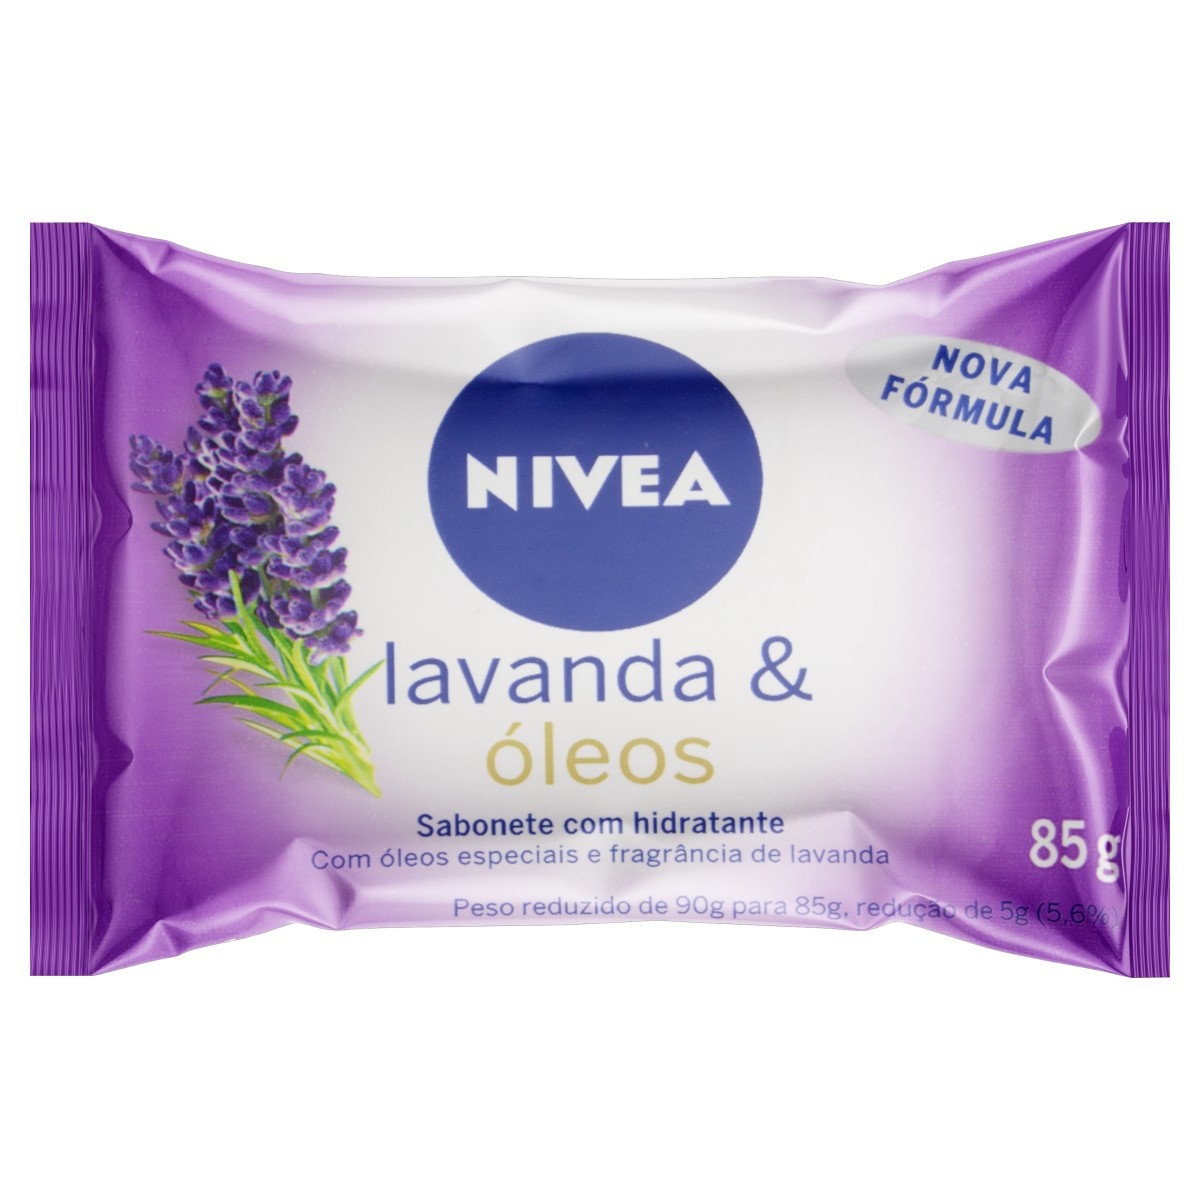 NOVA
FÓRMULA
NIVEA
lavanda &
óleos
Sabonete com hidratante
Com óleos especiais e fragrância de lavanda
85 g
Peso reduzido de 90g para 85g, redução de 5g (5,6%)